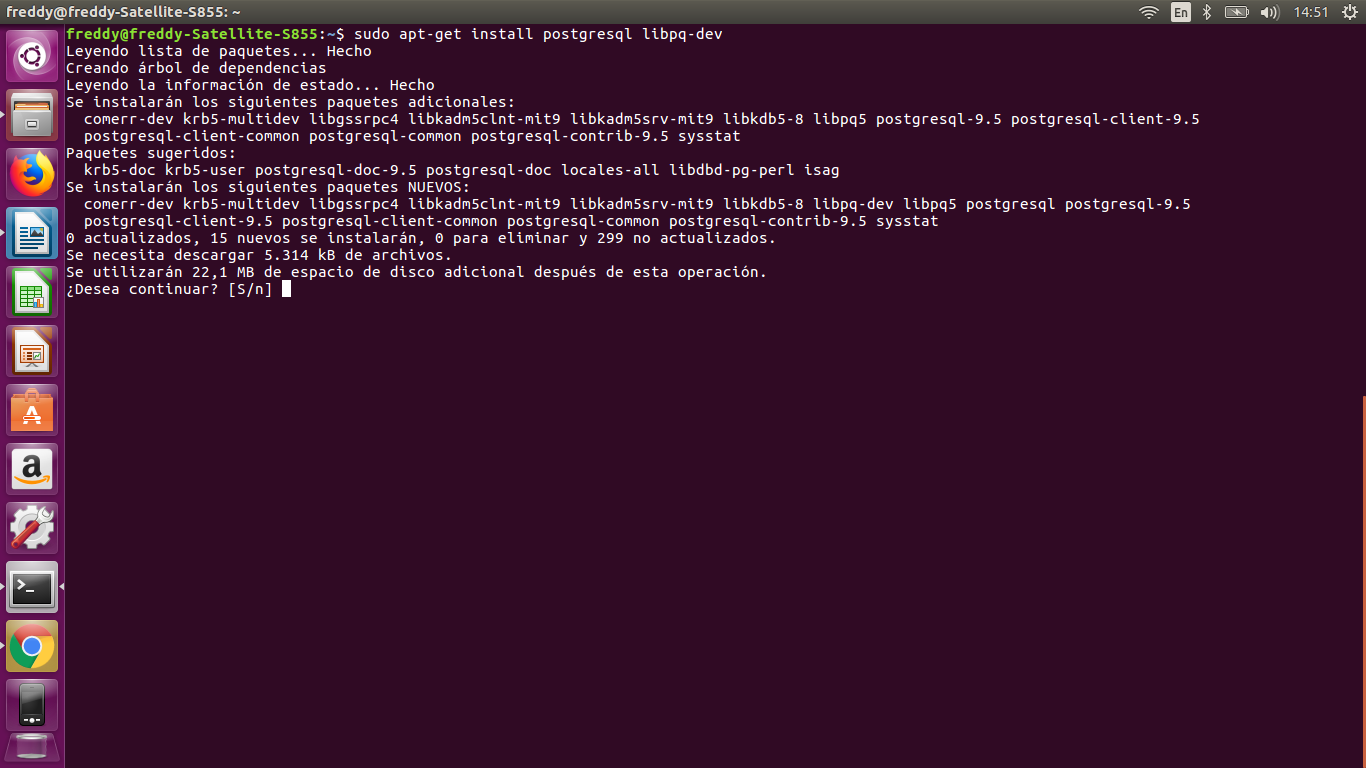 freddy@freddy-Satellite-S855: ~
En
14:51
freddy@freddy-Satellite-S855:~$ sudo apt-get install postgresql libpq-dev
Leyendo lista de paquetes... Hecho
Creando árbol de dependencias
Leyendo la información de estado... Hecho
Se instalarán los siguientes paquetes adicionales:
comerr-dev krb5-multidev libgssrpc4 libkadm5clnt-mit9 libkadm5srv-mit9 libkdb5-8 libpq5 postgresql-9.5 postgresql-client-9.5
postgresql-client-common postgresql-common postgresql-contrib-9.5 sysstat
Paquetes sugeridos:
krb5-doc krb5-user postgresql-doc-9.5 postgresql-doc locales-all libdbd-pg-perl isag
Se instalarán los siguientes paquetes NUEVOS:
comerr-dev krb5-multidev libgssrpc4 libkadm5clnt-mit9 libkadm5srv-mit9 libkdb5-8 libpq-dev libpq5 postgresql postgresql-9.5
postgresql-client-9.5 postgresql-client-common postgresql-common postgresql-contrib-9.5 sysstat
0 actualizados, 15 nuevos se instalarán, 0 para eliminar y 299 no actualizados.
Se necesita descargar 5.314 kB de archivos.
Se utilizarán 22,1 MB de espacio de disco adicional después de esta operación.
¿Desea continuar? [S/n]